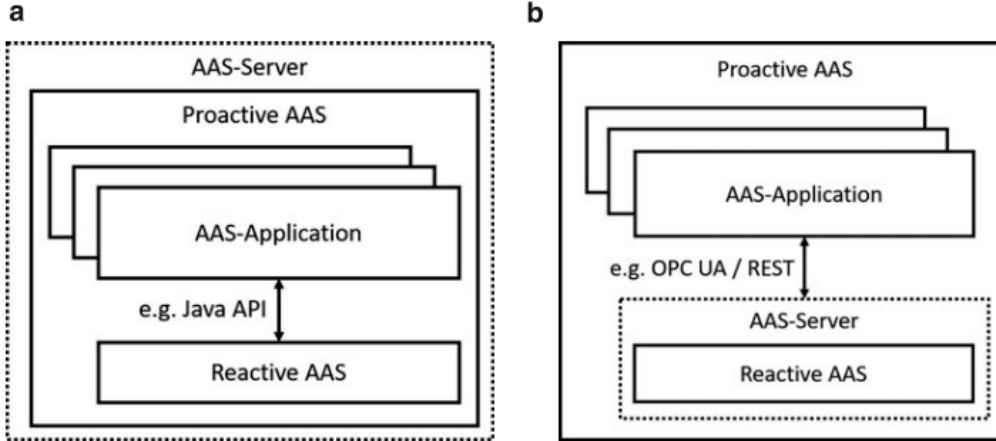 a
AAS-Server
Proactive AAS
AAS-Application
e.g. Java API
Reactive AAS
b
Proactive AAS
AAS-Application
e.g. OPC UA / REST
AAS-Server
Reactive AAS